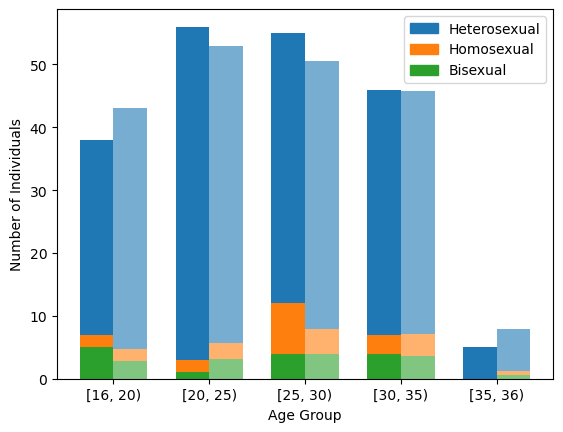 Heterosexual
Homosexual
Bisexual
Number of Individuals
50
40
30
20
10
0
[16, 20)
[20, 25)
[25, 30)
[30, 35)
[35, 36)
Age Group